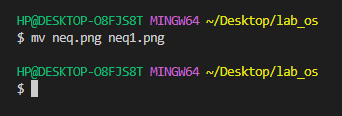 HP@DESKTOP-O8FJS8T MINGW64 ~/Desktop/lab_os
$ mv neq.png neq1.png
HP@DESKTOP-O8FJS8T MINGW64 ~/Desktop/lab_os
$